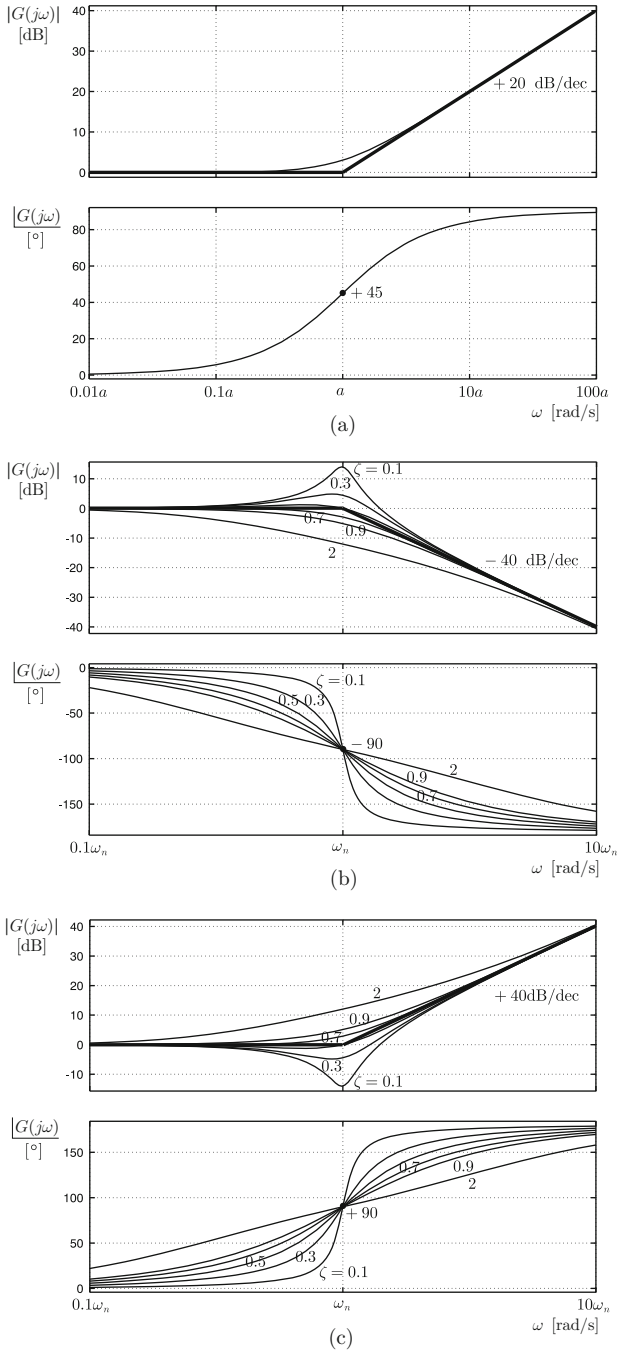 |G(jω)|
[dB]
40
30
20
10
0
+ 20 dB/dec
G(jω)
[°]
80
60
40
20
0
+ 45
0.01a 0.1a a 10a 100a
ω [rad/s]
(a)
|G(jω)|
[dB]
10
0
-10
-20
-30
-40
ζ = 0.1
0.3
0.7
0.9
2
− 40 dB/dec
G(jω)
[°]
0
-50
-100
-150
ζ = 0.1
0.5 0.3
− 90
2
0.9
0.7
0.1ωn ωn 10ωn
ω [rad/s]
(b)
|G(jω)|
[dB]
40
30
20
10
0
-10
2
0.9
0.7
0.3
ζ = 0.1
+ 40dB/dec
G(jω)
[°]
150
100
50
0
0.7
0.9
2
+ 90
0.5
0.3
ζ = 0.1
0.1ωn ωn 10ωn
ω [rad/s]
(c)